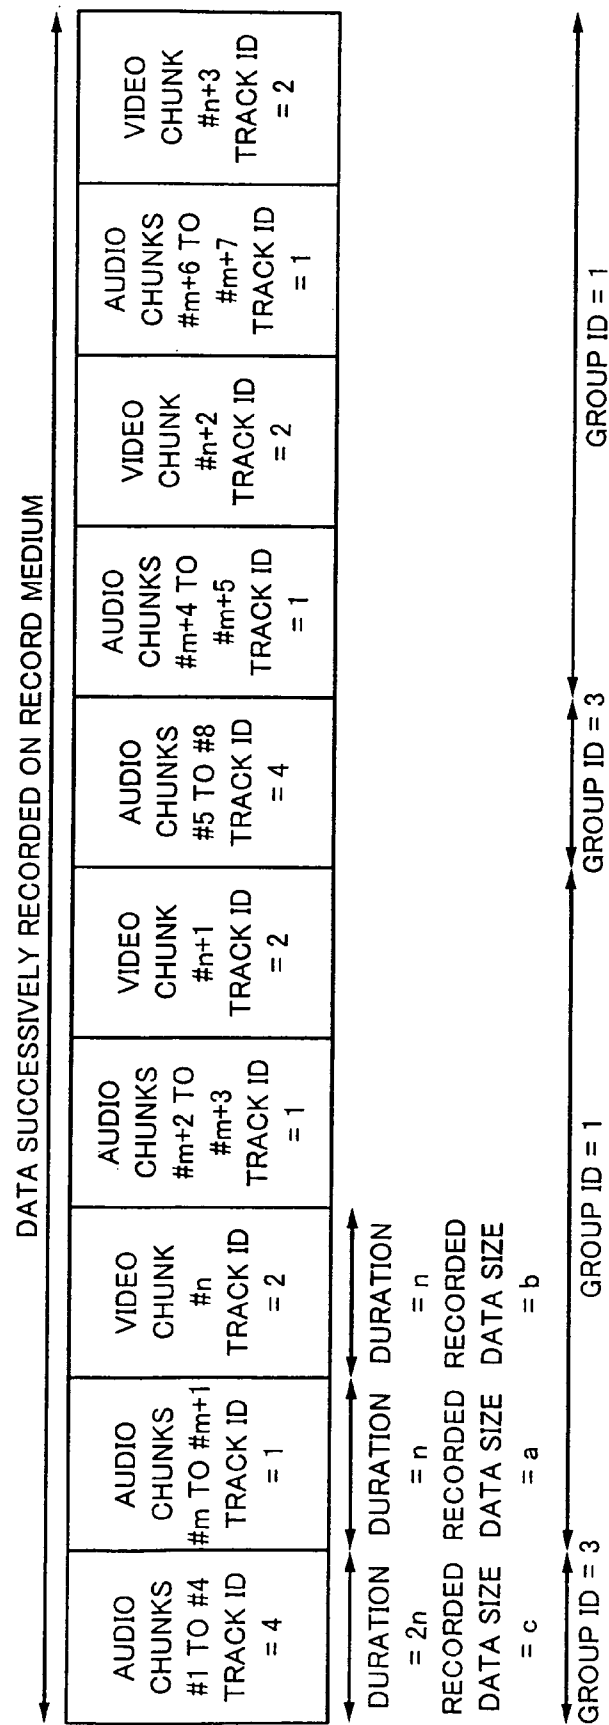 DATA SUCCESSIVELY RECORDED ON RECORD MEDIUM
AUDIO
CHUNKS
#1 TO #4
TRACK ID
= 4
AUDIO
CHUNKS
#m TO #m+1
TRACK ID
= 1
VIDEO
CHUNK
#n
TRACK ID
= 2
AUDIO
CHUNKS
#m+2 TO
#m+3
TRACK ID
= 1
VIDEO
CHUNK
#n+1
TRACK ID
= 2
AUDIO
CHUNKS
#5 TO #8
TRACK ID
= 4
AUDIO
CHUNKS
#m+4 TO
#m+5
TRACK ID
= 1
VIDEO
CHUNK
#n+2
TRACK ID
= 2
AUDIO
CHUNKS
#m+6 TO
#m+7
TRACK ID
= 1
VIDEO
CHUNK
#n+3
TRACK ID
= 2
DURATION
= 2n
RECORDED
DATA SIZE
= c
DURATION
= n
RECORDED
DATA SIZE
= a
DURATION
= n
RECORDED
DATA SIZE
= b
GROUP ID = 3
GROUP ID = 1
GROUP ID = 3
GROUP ID = 1